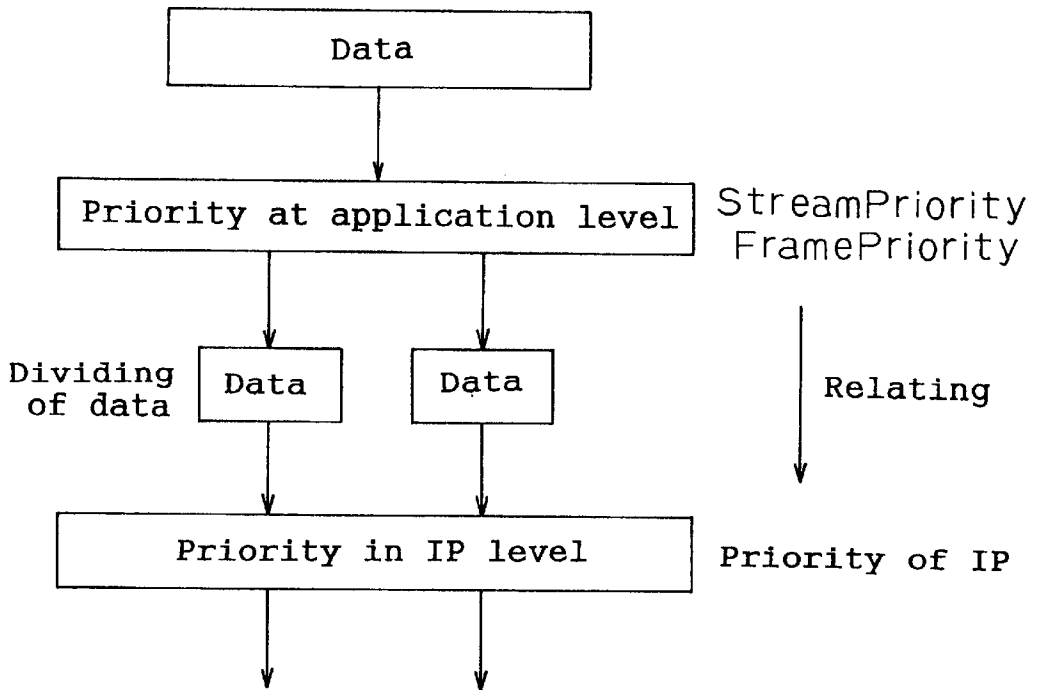 Data
Priority at application level
StreamPriority
FramePriority
Dividing
of data
Data
Data
Relating
Priority in IP level
Priority of IP